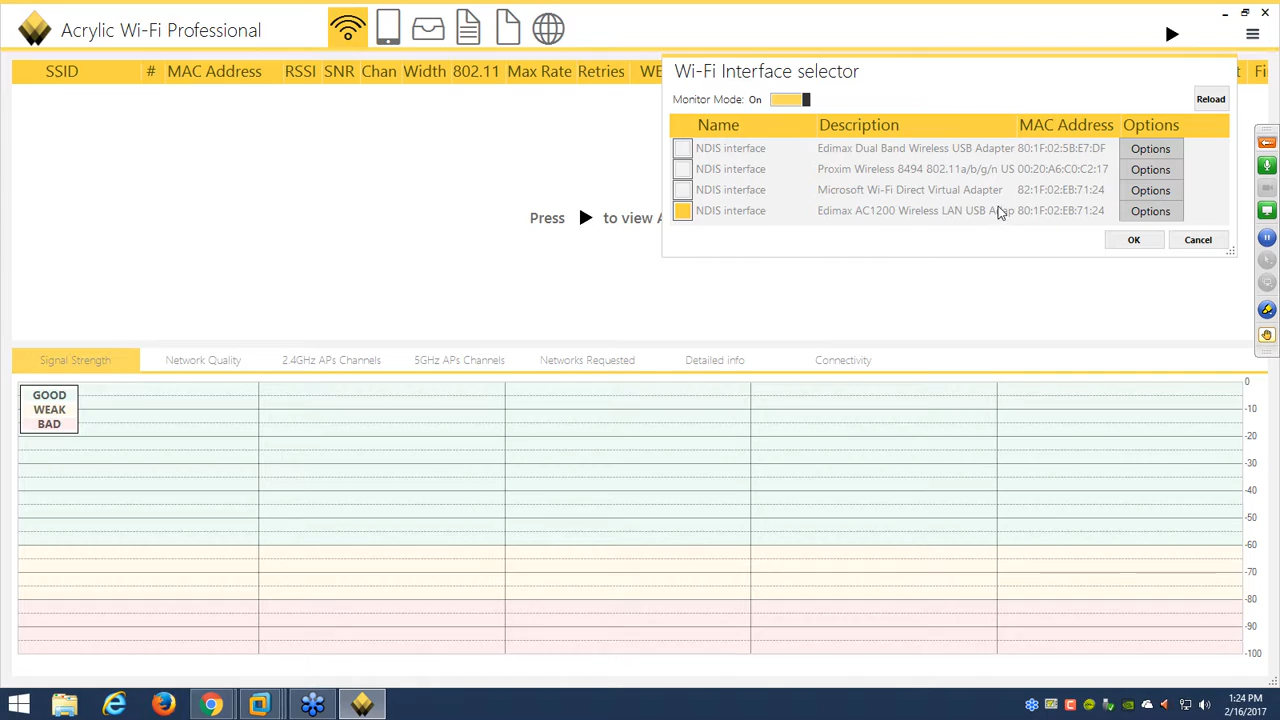 Acrylic Wi-Fi Professional
SSID # MAC Address RSSI SNR Chan Width 802.11 Max Rate Retries WE
Wi-Fi Interface selector
Monitor Mode: On
Reload
Name Description MAC Address Options
NDIS interface Edimax Dual Band Wireless USB Adapter 80:1F:02:5B:E7:DF Options
NDIS interface Proxim Wireless 8494 802.11a/b/g/n US 00:20:A6:C0:C2:17 Options
NDIS interface Microsoft Wi-Fi Direct Virtual Adapter 82:1F:02:EB:71:24 Options
NDIS interface Edimax AC1200 Wireless LAN USB 80:1F:02:EB:71:24 Options
OK Cancel
t Fi
Press to view A
Signal Strength Network Quality 2.4GHz APs Channels 5GHz APs Channels Networks Requested Detailed info Connectivity
GOOD
WEAK
BAD
0
-10
-20
-30
-40
-50
-60
-70
-80
-90
-100
1:24 PM
2/16/2017